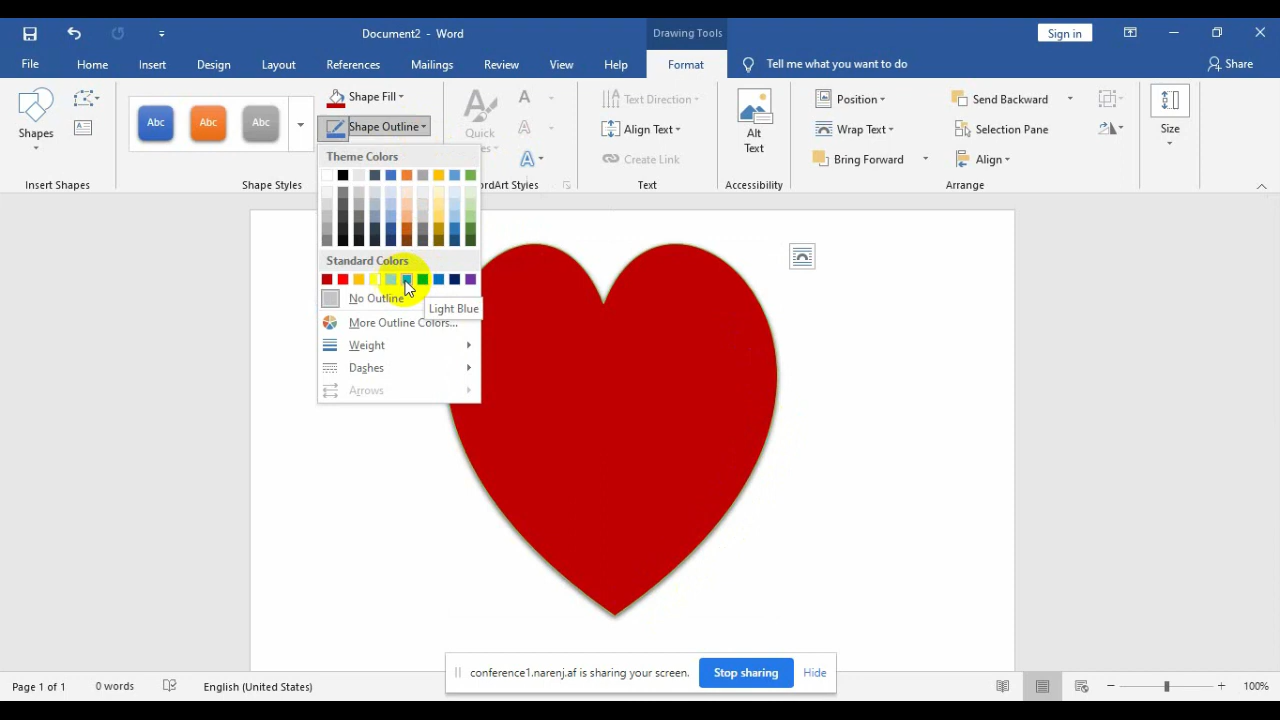 Document2 - Word
Drawing Tools
Sign in
File
Home
Insert
Design
Layout
References
Mailings
Review
View
Help
Format
Tell me what you want to do
Share
Shapes
Insert Shapes
Abc
Abc
Abc
Shape Styles
Shape Fill
Shape Outline
Theme Colors
Standard Colors
No Outline
Light Blue
More Outline Colors...
Weight
Dashes
Arrows
Quick
WordArt Styles
Text Direction
Align Text
Create Link
Text
Alt
Text
Accessibility
Position
Wrap Text
Bring Forward
Send Backward
Selection Pane
Align
Arrange
Size
conference1.narenj.af is sharing your screen.
Stop sharing
Hide
Page 1 of 1
0 words
English (United States)
100%